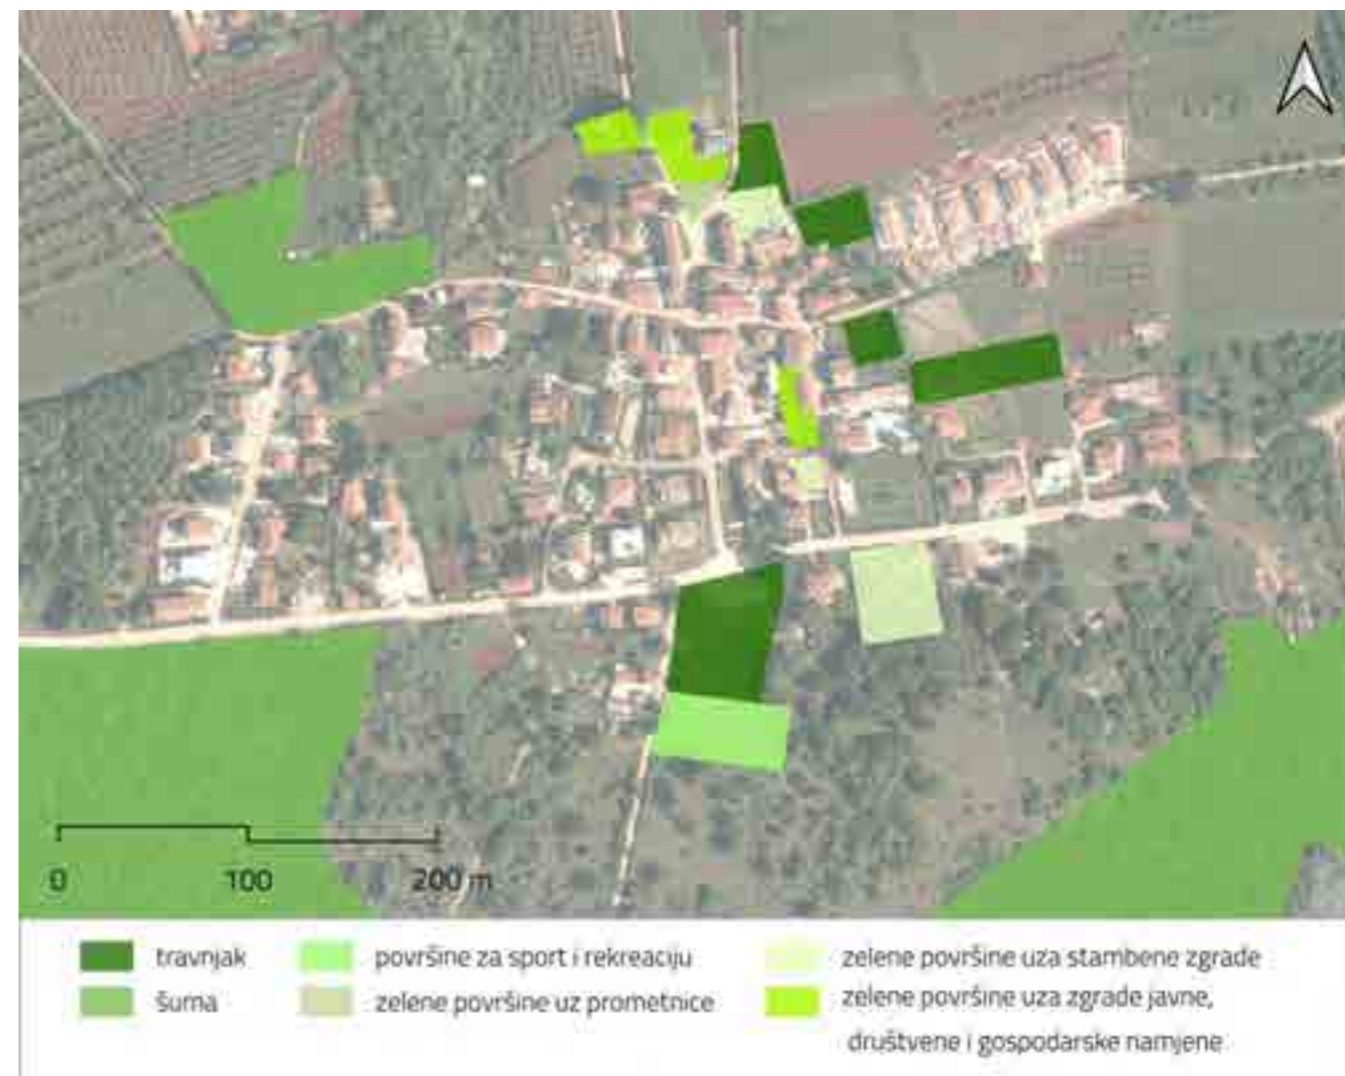 0 100 200 m
travnjak
površine za sport i rekreaciju
zelene površine uza stambene zgrade
šuma
zelene površine uz prometnice
zelene površine uza zgrade javne,
društvene i gospodarske namjene